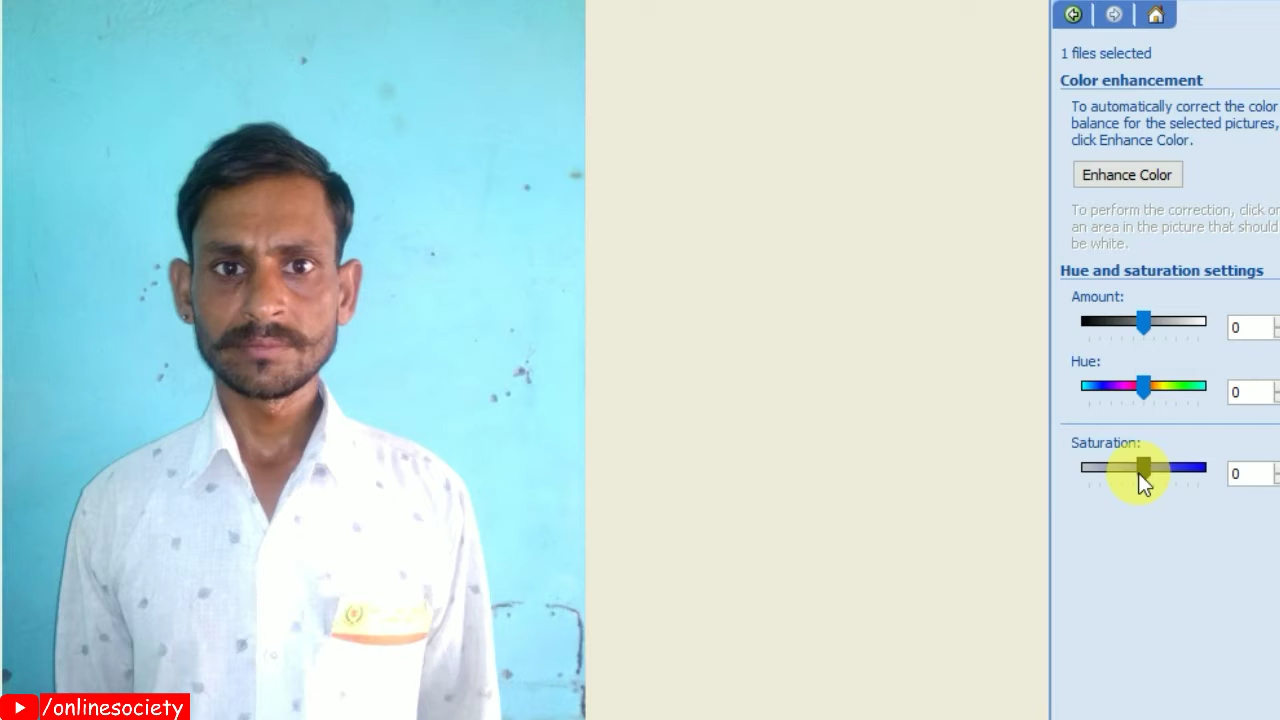 1 files selected
Color enhancement
To automatically correct the color
balance for the selected pictures,
click Enhance Color.
Enhance Color
To perform the correction, click on
an area in the picture that should
be white.
Hue and saturation settings
Amount:
0
Hue:
0
Saturation:
0
/onlinesociety